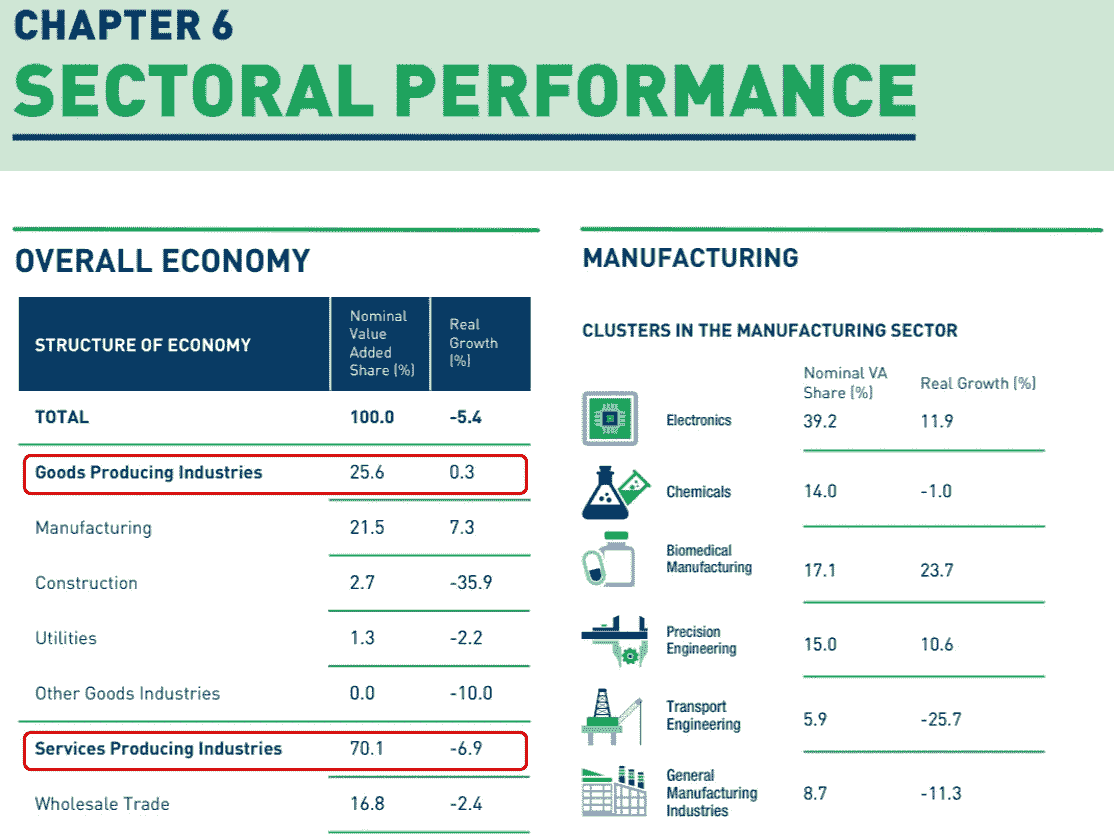 CHAPTER 6
SECTORAL PERFORMANCE
OVERALL ECONOMY
STRUCTURE OF ECONOMY
Nominal
Value
Added
Share (%)
Real
Growth
(%)
TOTAL 100.0 -5.4
Goods Producing Industries 25.6 0.3
Manufacturing 21.5 7.3
Construction 2.7 -35.9
Utilities 1.3 -2.2
Other Goods Industries 0.0 -10.0
Services Producing Industries 70.1 -6.9
Wholesale Trade 16.8 -2.4
MANUFACTURING
CLUSTERS IN THE MANUFACTURING SECTOR
Nominal VA
Share (%)
Real Growth (%)
Electronics 39.2 11.9
Chemicals 14.0 -1.0
Biomedical
Manufacturing 17.1 23.7
Precision
Engineering 15.0 10.6
Transport
Engineering 5.9 -25.7
General
Manufacturing 8.7 -11.3
Industries